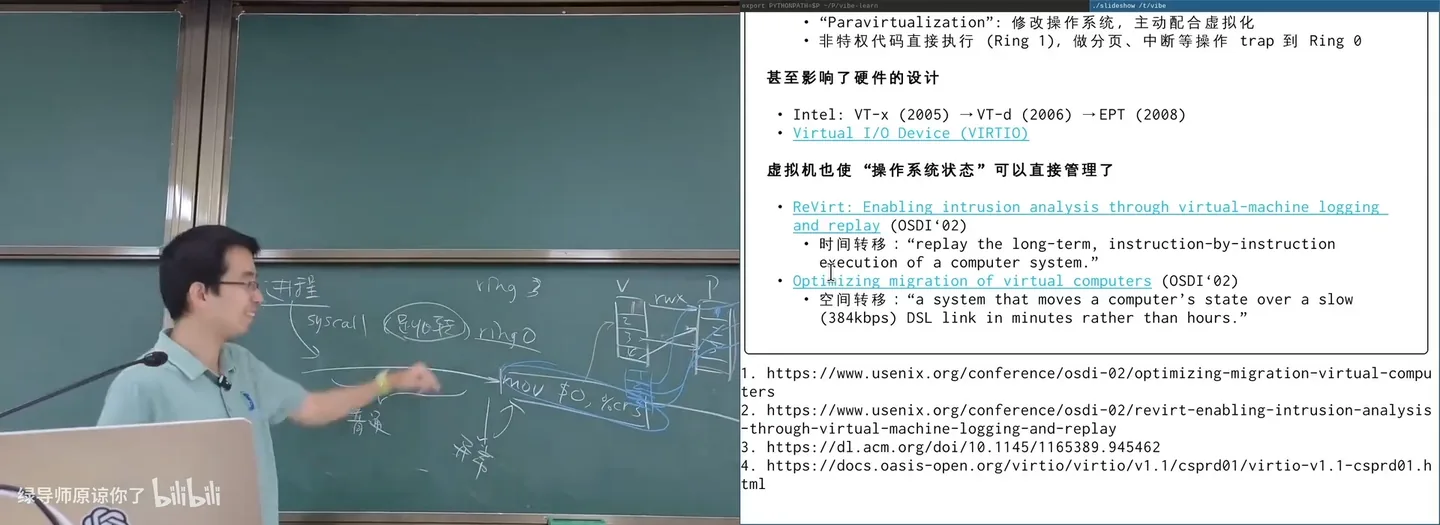 export PYTHONPATH=$P ~/P/vibe-learn
./slideshow /t/vibe
• “Paravirtualization”: 修改操作系统, 主动配合虚拟化
• 非特权代码直接执行 (Ring 1), 做分页、中断等操作 trap 到 Ring 0
甚至影响了硬件的设计
• Intel: VT-x (2005) →VT-d (2006) →EPT (2008)
• Virtual I/O Device (VIRTIO)
虚拟机也使 “操作系统状态” 可以直接管理了
• ReVirt: Enabling intrusion analysis through virtual-machine logging
and replay (OSDI‘02)
• 时间转移：“replay the long-term, instruction-by-instruction
execution of a computer system.”
• Optimizing migration of virtual computers (OSDI‘02)
• 空间转移：“a system that moves a computer’s state over a slow
(384kbps) DSL link in minutes rather than hours.”
1. https://www.usenix.org/conference/osdi-02/optimizing-migration-virtual-compu
ters
2. https://www.usenix.org/conference/osdi-02/revirt-enabling-intrusion-analysis
-through-virtual-machine-logging-and-replay
3. https://dl.acm.org/doi/10.1145/1165389.945462
4. https://docs.oasis-open.org/virtio/virtio/v1.1/csprd01/virtio-v1.1-csprd01.h
tml
进程
ring 3
syscall
ring 0
V
rwx
P
1
2
3
4
mov $0, %cr3
异常
绿导师原谅你了 bilibili